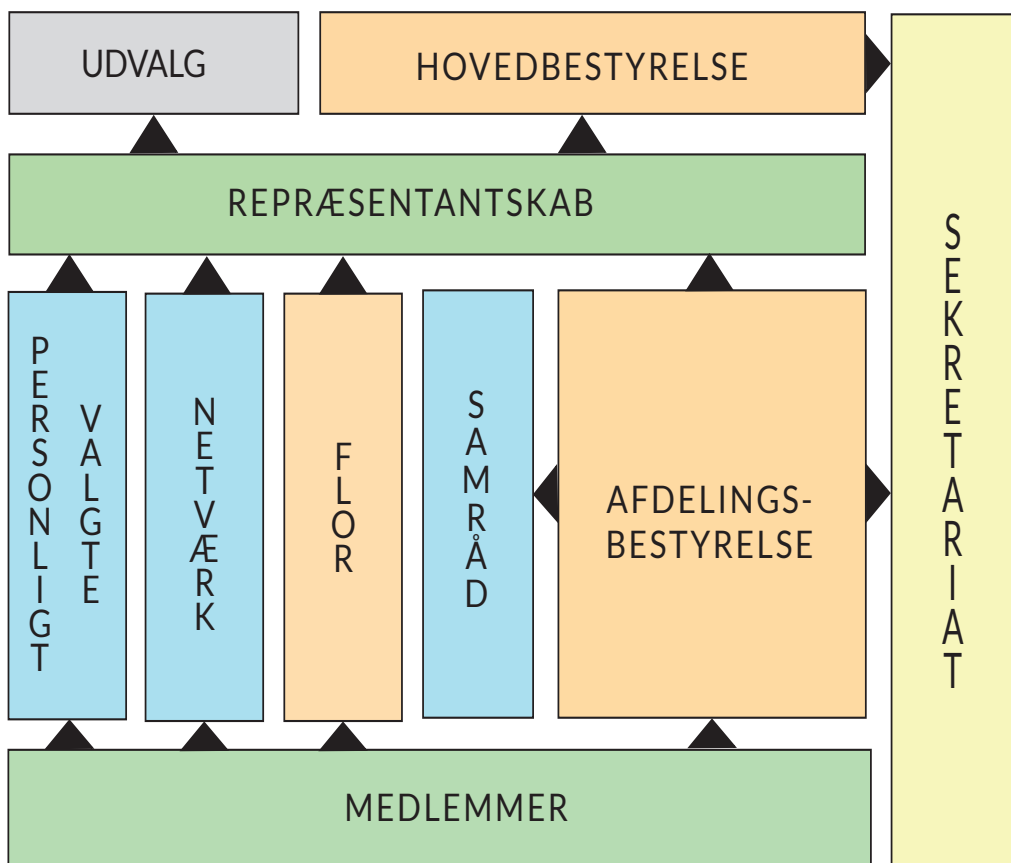 UDVALG
HOVEDBESTYRELSE
REPRÆSENTANTSKAB
PERSONLIGT
VALGTE
NETVÆRK
FLOR
SAMRÅD
AFDELINGS-
BESTYRELSE
SEKRETARIAT
MEDLEMMER